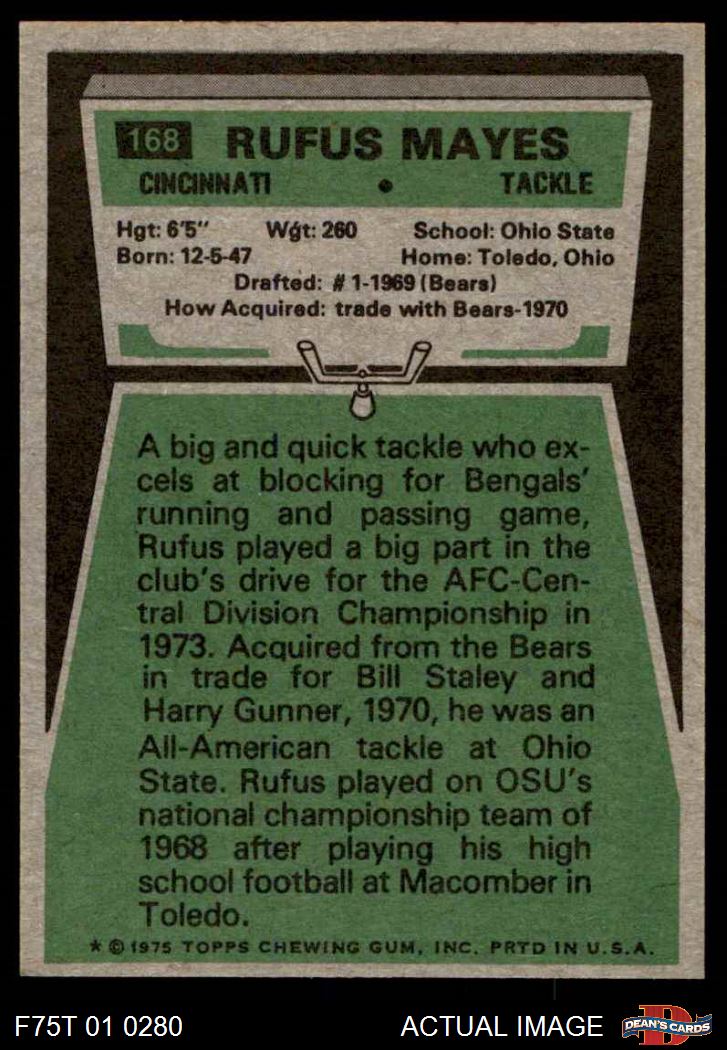 168 RUFUS MAYES
CINCINNATI • TACKLE
Hgt: 6'5" Wgt: 260 School: Ohio State
Born: 12-5-47 Home: Toledo, Ohio
Drafted: # 1-1969 (Bears)
How Acquired: trade with Bears-1970
A big and quick tackle who ex-
cels at blocking for Bengals'
running and passing game,
Rufus played a big part in the
club's drive for the AFC-Cen-
tral Division Championship in
1973. Acquired from the Bears
in trade for Bill Staley and
Harry Gunner, 1970, he was an
All-American tackle at Ohio
State. Rufus played on OSU's
national championship team of
1968 after playing his high
school football at Macomber in
Toledo.
* © 1975 TOPPS CHEWING GUM, INC. PRTD IN U.S.A.
F75T 01 0280 ACTUAL IMAGE D DEAN'S CARDS